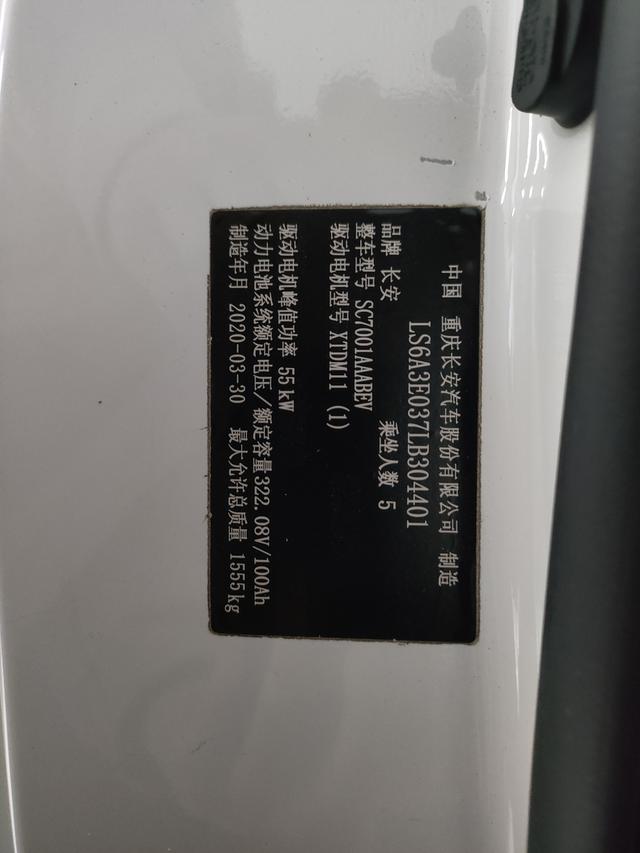 中国 重庆长安汽车股份有限公司 制造
LS6A3E037LB304401
品牌 长安 乘坐人数 5
整车型号 SC7001AAABEV
驱动电机型号 XTDM11 (1)
驱动电机峰值功率 55kW
动力电池系统额定电压/额定容量322.08V/100Ah
制造年月 2020-03-30 最大允许总质量 1555kg